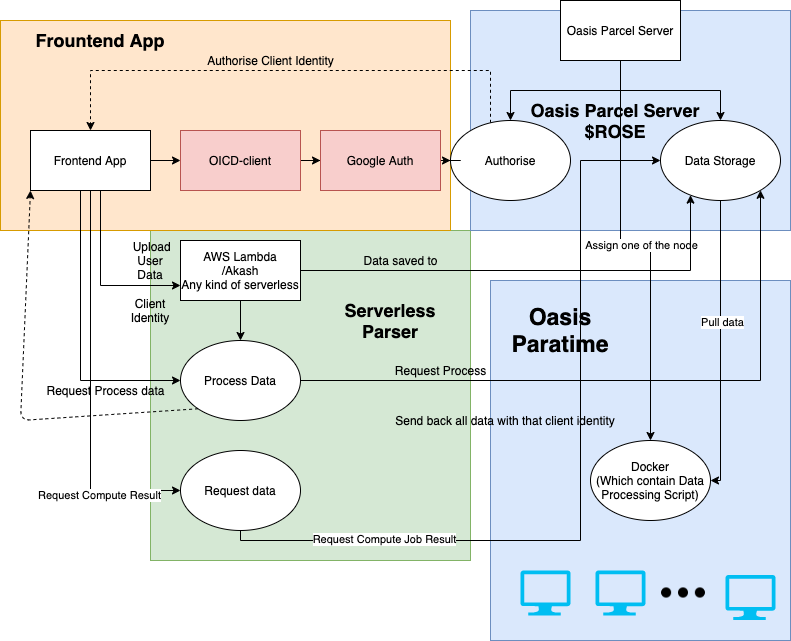 Frountend App
Authorise Client Identity
Oasis Parcel Server
Oasis Parcel Server
$ROSE
Frontend App
OICD-client
Google Auth
Authorise
Data Storage
Upload
User
Data
AWS Lambda
/Akash
Any kind of serverless
Data saved to
Assign one of the node
Client
Identity
Serverless
Parser
Oasis
Paratime
Pull data
Process Data
Request Process
Request Process data
Send back all data with that client identity
Docker
(Which contain Data
Processing Script)
Request Compute Result
Request data
Request Compute Job Result